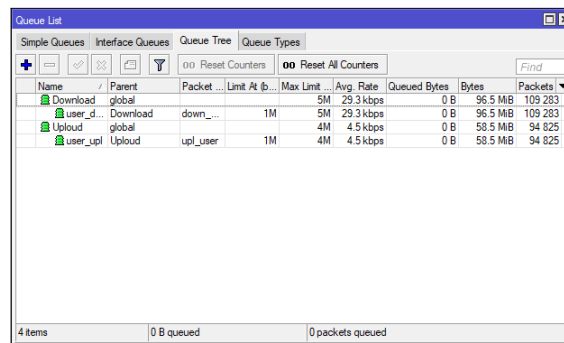 Queue List
Simple Queues Interface Queues Queue Tree Queue Types
00 Reset Counters 00 Reset All Counters Find
Name / Parent Packet ... Limit At (b... Max Limit ... Avg. Rate Queued Bytes Bytes Packets
Download global 5M 29.3 kbps 0 B 96.5 MiB 109 283
user_d... Download down_... 1M 5M 29.3 kbps 0 B 96.5 MiB 109 283
Uploud global 4M 4.5 kbps 0 B 58.5 MiB 94 825
user_upl Uploud upl_user 1M 4M 4.5 kbps 0 B 58.5 MiB 94 825
4 items 0 B queued 0 packets queued